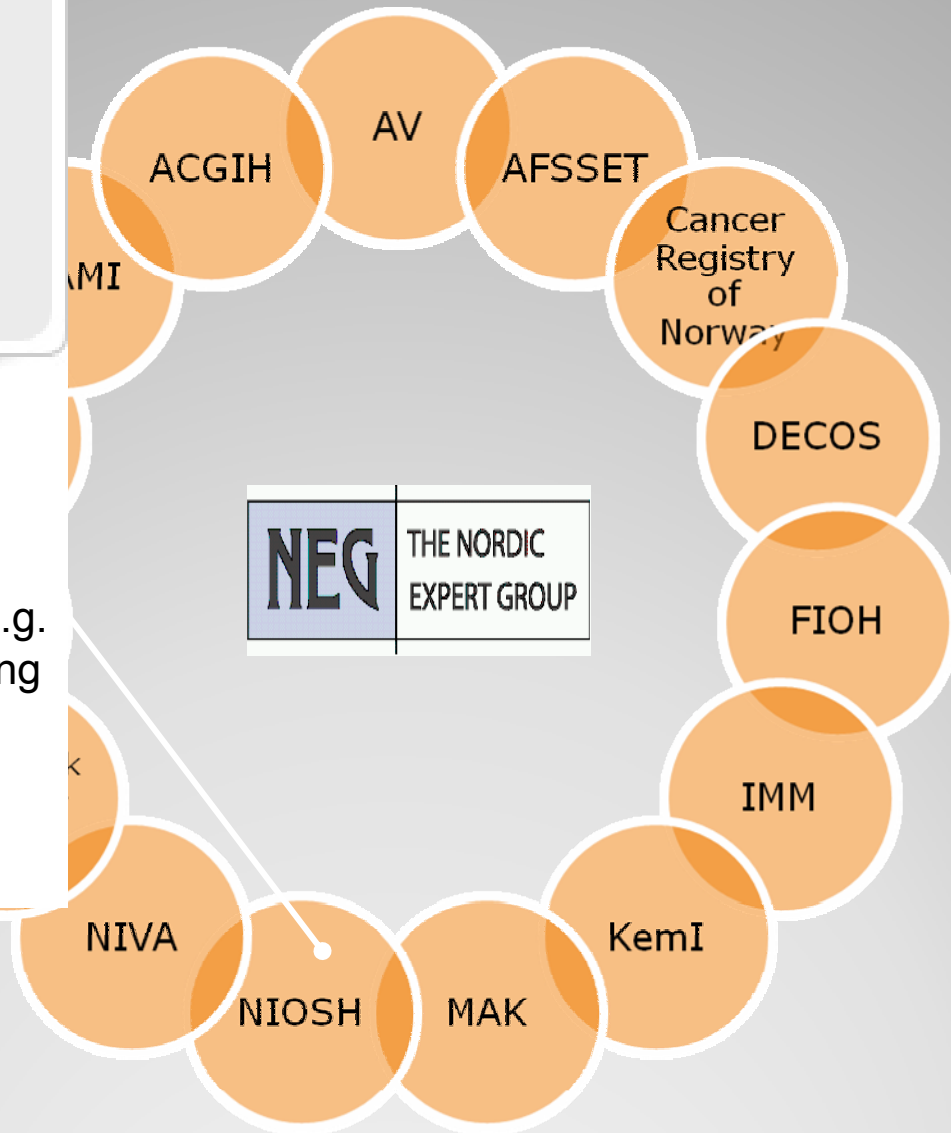 AV
ACGIH
AFSSET
Cancer
Registry
of
Norway
DECOS
NEG
THE NORDIC
EXPERT GROUP
FIOH
IMM
KemI
NIVA
NIOSH
MAK